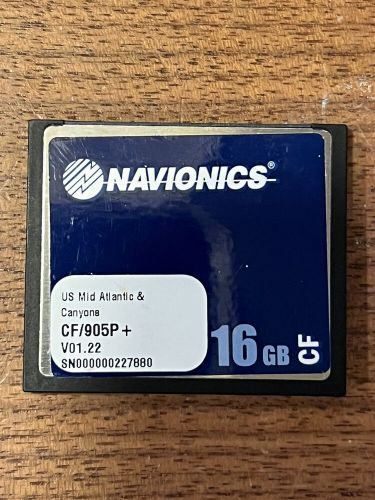 NAVIONICS®
US Mid Atlantic &
Canyons
CF/905P+
V01.22
SN000000227880
16 GB CF